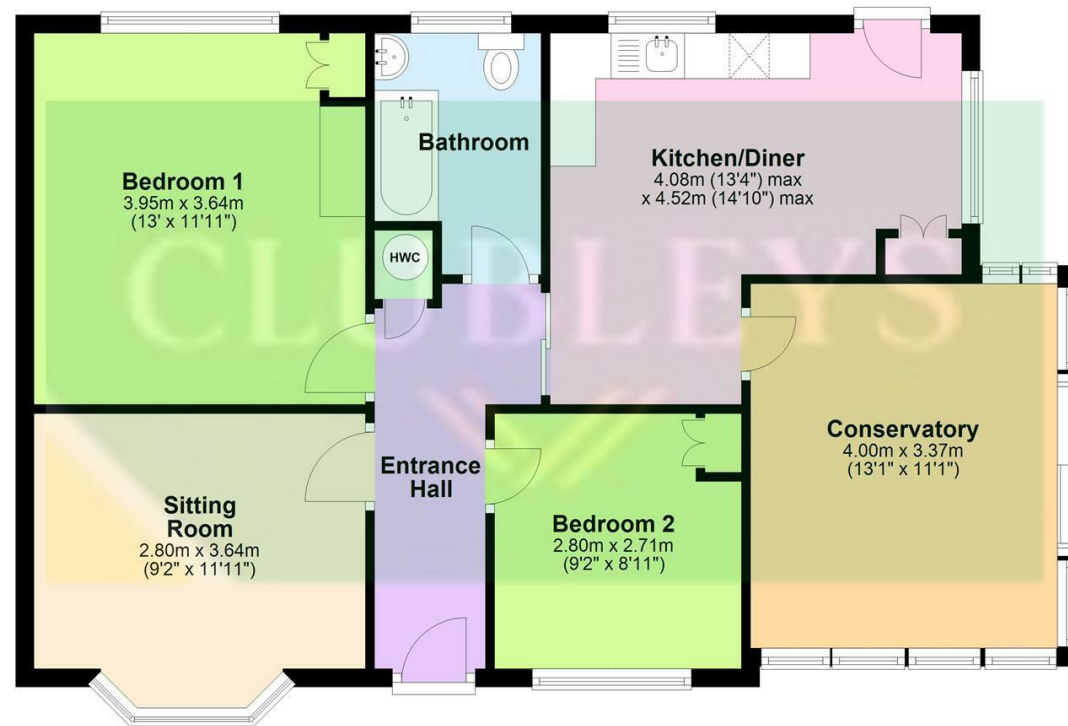 Bedroom 1
3.95m x 3.64m
(13' x 11'11")
Bathroom
HWC
Kitchen/Diner
4.08m (13'4") max
x 4.52m (14'10") max
CLUBLEYS
Entrance
Hall
Sitting
Room
2.80m x 3.64m
(9'2" x 11'11")
Bedroom 2
2.80m x 2.71m
(9'2" x 8'11")
Conservatory
4.00m x 3.37m
(13'1" x 11'1")